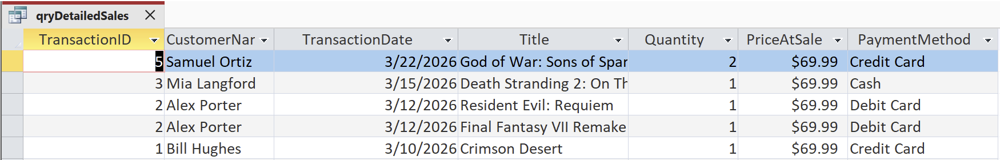 qryDetailedSales
TransactionID CustomerNar TransactionDate Title Quantity PriceAtSale PaymentMethod
5 Samuel Ortiz 3/22/2026 God of War: Sons of Spar 2 $69.99 Credit Card
3 Mia Langford 3/15/2026 Death Stranding 2: On Th 1 $69.99 Cash
2 Alex Porter 3/12/2026 Resident Evil: Requiem 1 $69.99 Debit Card
2 Alex Porter 3/12/2026 Final Fantasy VII Remake 1 $69.99 Debit Card
1 Bill Hughes 3/10/2026 Crimson Desert 1 $69.99 Credit Card